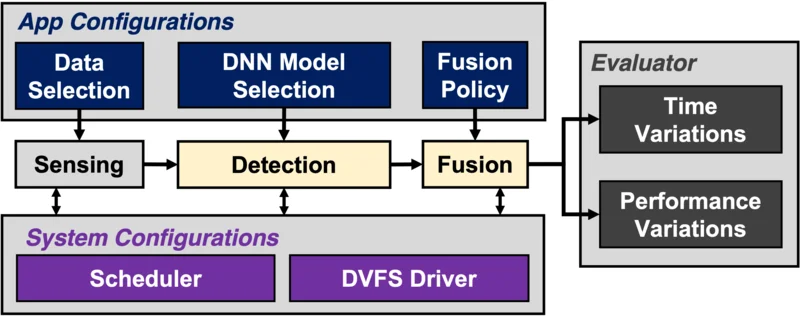 App Configurations
Data
Selection
DNN Model
Selection
Fusion
Policy
Sensing
Detection
Fusion
System Configurations
Scheduler
DVFS Driver
Evaluator
Time
Variations
Performance
Variations